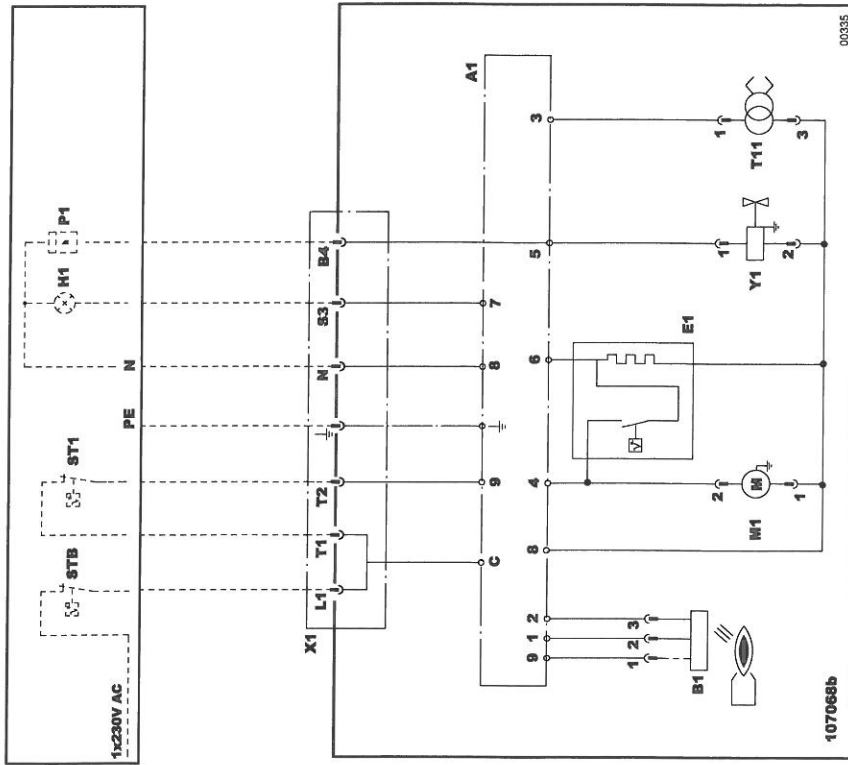 STB ST1 H1 P1
1x230V AC
PE N
X1 L1 T1 T2 N S3 B4
A1
C 9 8 7
9 1 2 8 4 6 5 3
1 2 3
E1
B1
2 1 1
M1 M Y1 T11
1 2 3
107068b 00335